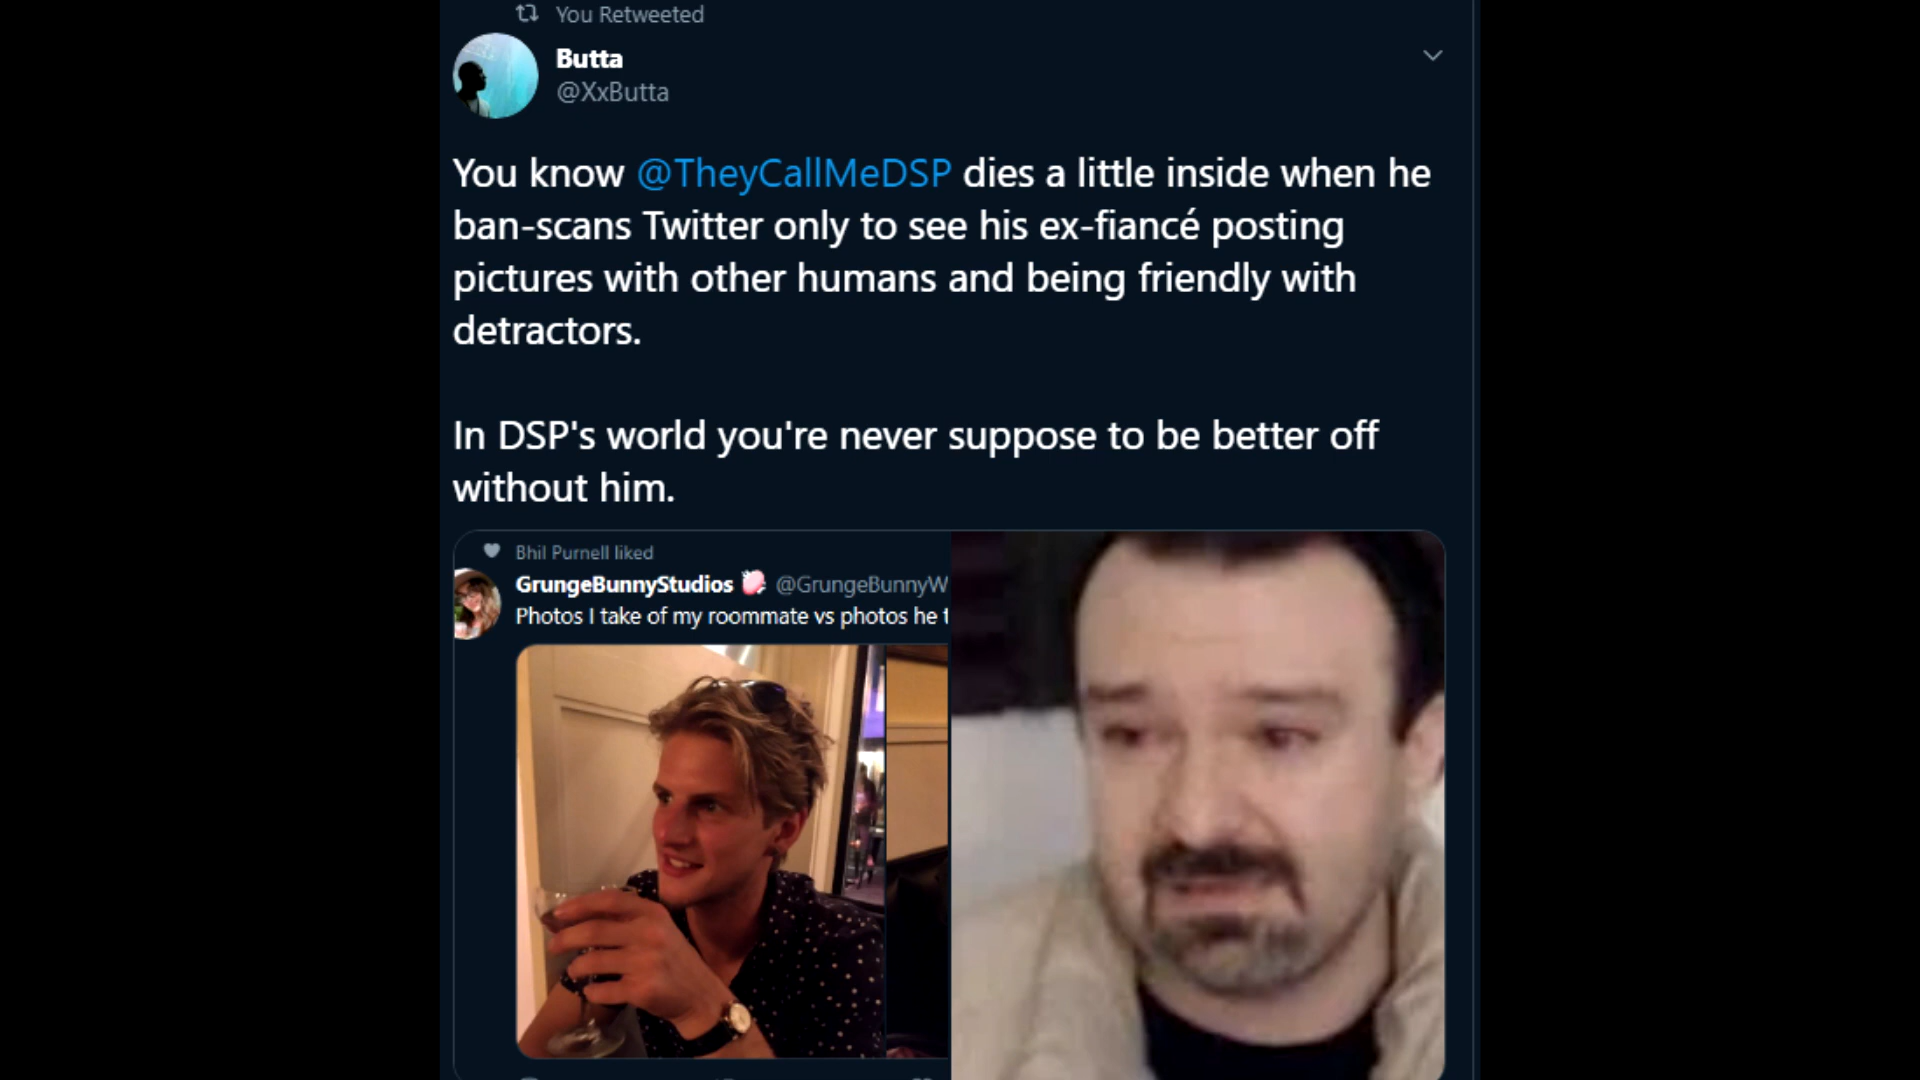 You Retweeted
Butta
@XxButta
You know @TheyCallMeDSP dies a little inside when he
ban-scans Twitter only to see his ex-fiancé posting
pictures with other humans and being friendly with
detractors.
In DSP's world you're never suppose to be better off
without him.
Bhil Purnell liked
GrungeBunnyStudios @GrungeBunnyW
Photos I take of my roommate vs photos he t